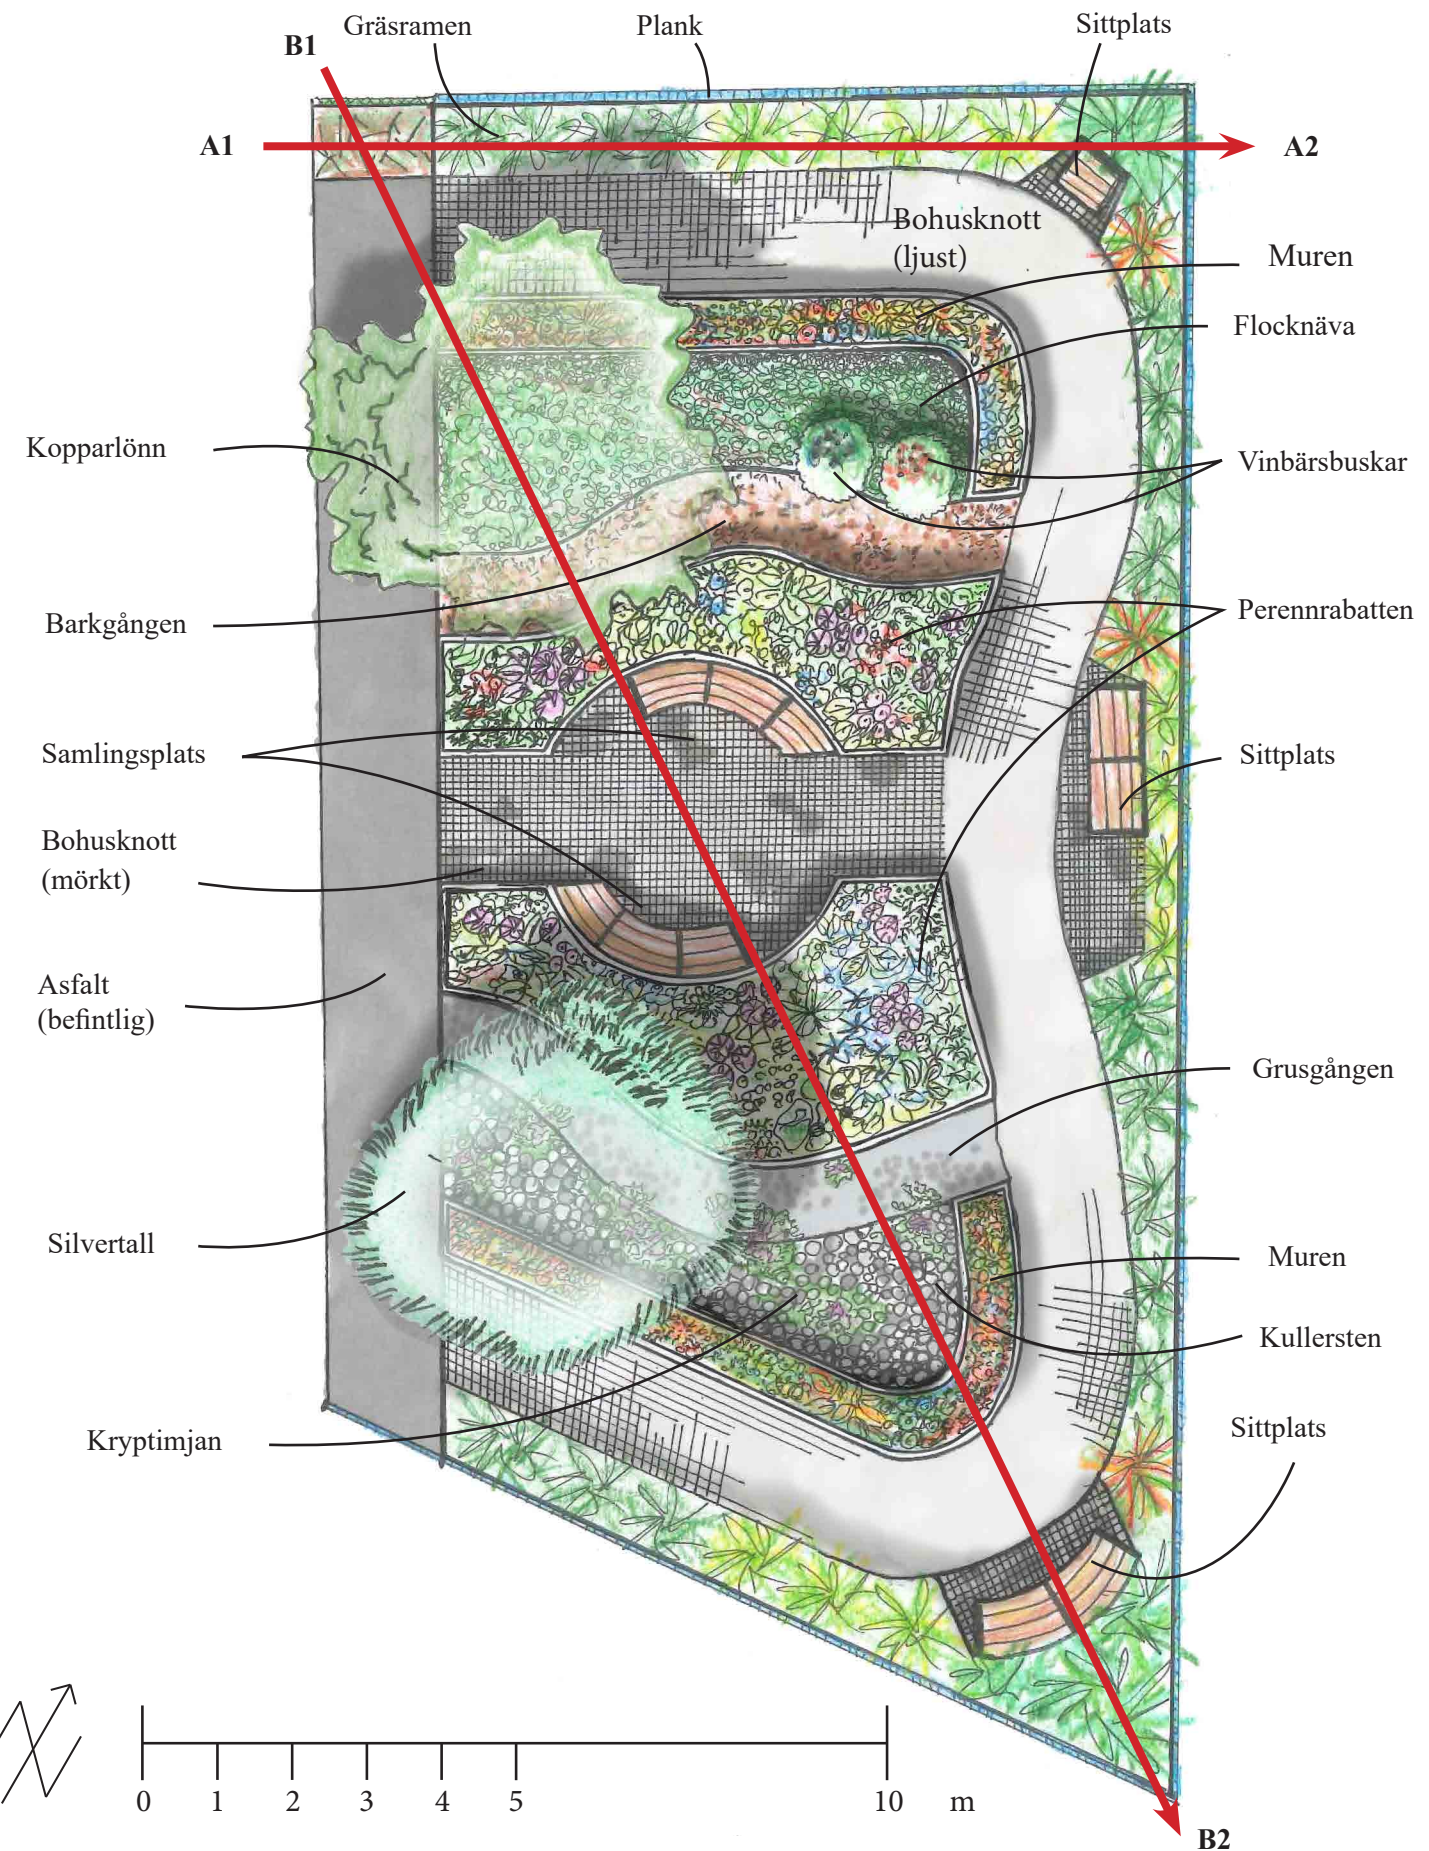 Gräsramen
Plank
Sittplats
B1
A1
A2
Bohusknott
(ljust)
Muren
Flocknäva
Kopparlönn
Vinbärsbuskar
Barkgången
Perennrabatten
Samlingsplats
Sittplats
Bohusknott
(mörkt)
Asfalt
(befintlig)
Grusgången
Silvertall
Muren
Kullersten
Kryptimjan
Sittplats
N
0 1 2 3 4 5 10 m
B2